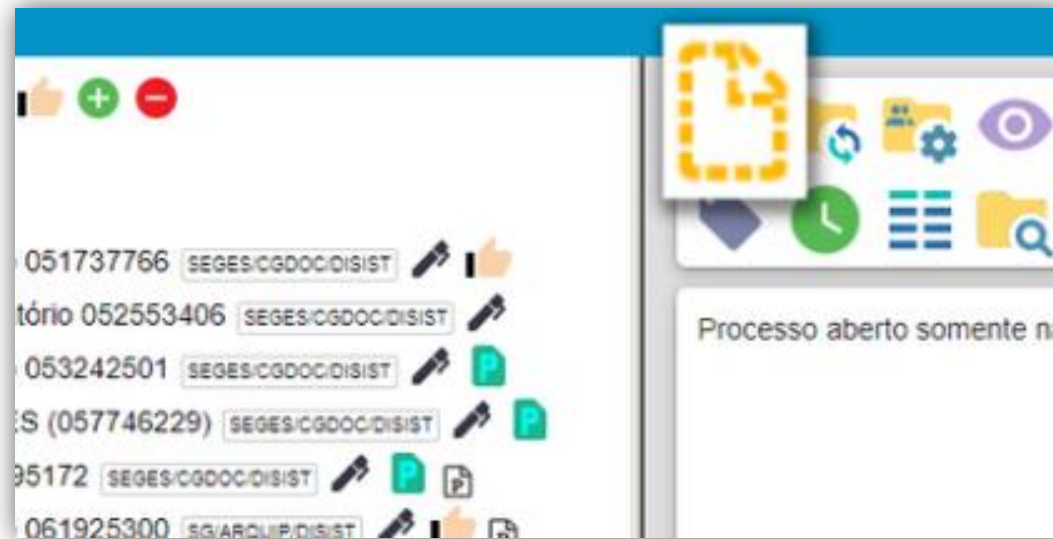 051737766 SEGES/CGDOC/DISIST
tório 052553406 SEGES/CGDOC/DISIST
053242501 SEGES/CGDOC/DISIST P
ES (057746229) SEGES/CGDOC/DISIST P
95172 SEGES/CGDOC/DISIST P P
061925300 SG/ARQUIP/DISIST
Processo aberto somente na